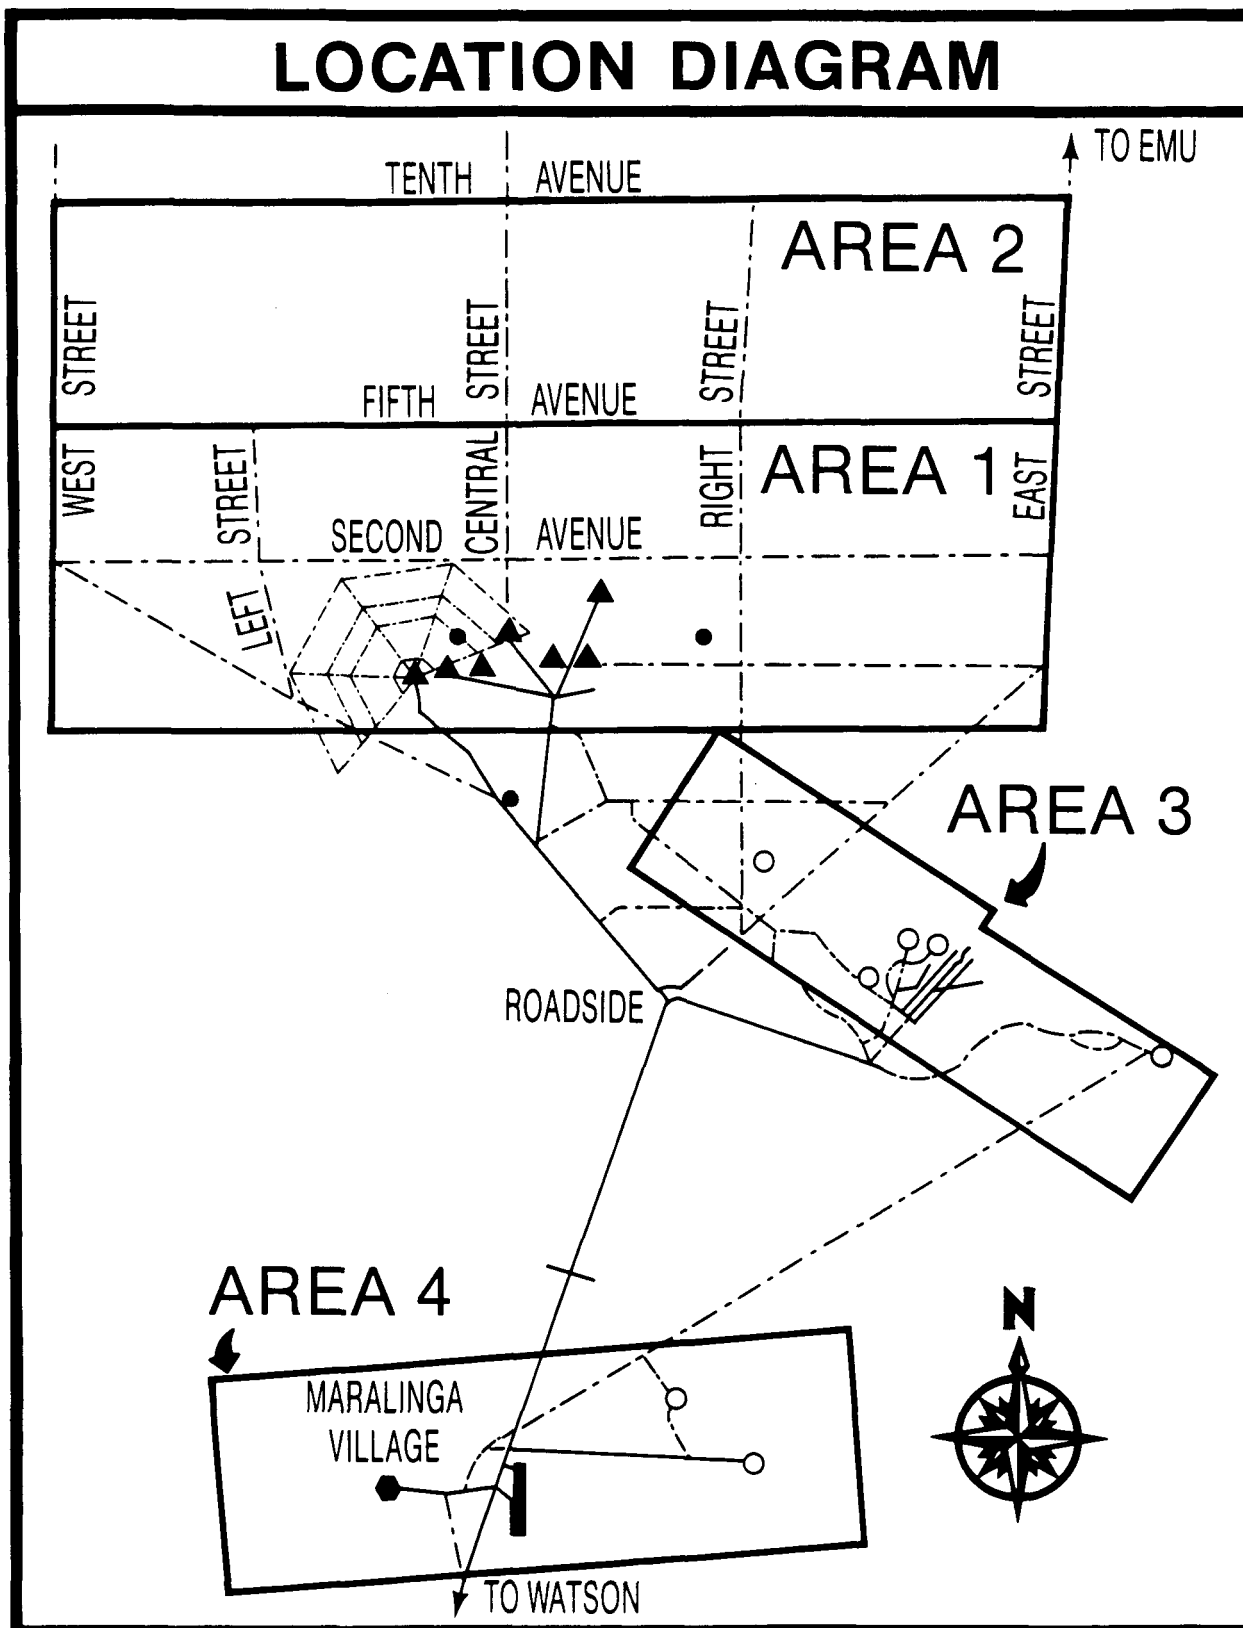 LOCATION DIAGRAM
TO EMU
TENTH AVENUE
AREA 2
WEST STREET
CENTRAL STREET
RIGHT STREET
EAST STREET
FIFTH AVENUE
AREA 1
LEFT STREET
SECOND AVENUE
AREA 3
ROADSIDE
AREA 4
N
MARALINGA
VILLAGE
TO WATSON